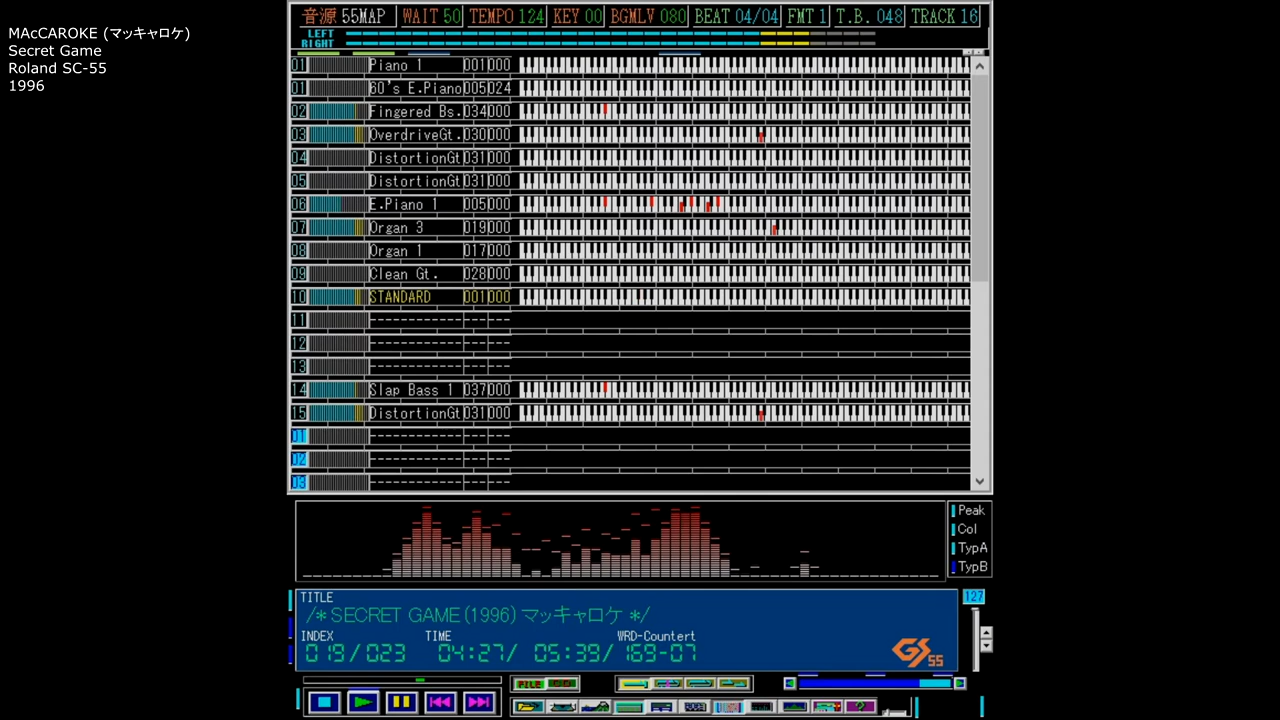 MAcCAROKE (マッキャロケ)
Secret Game
Roland SC-55
1996
音源 55MAP WAIT 50 TEMPO 124 KEY 00 BGMLV 080 BEAT 04/04 FMT 1 T.B. 048 TRACK 16
LEFT
RIGHT
01 Piano 1 001 000
01 60's E.Piano 005 024
02 Fingered Bs. 034 000
03 OverdriveGt. 030 000
04 DistortionGt 031 000
05 DistortionGt 031 000
06 E.Piano 1 005 000
07 Organ 3 019 000
08 Organ 1 017 000
09 Clean Gt. 028 000
10 STANDARD 001 000
11
12
13
14 Slap Bass 1 037 000
15 DistortionGt 031 000
01
02
03
Peak
Col
TypA
TypB
TITLE
/* SECRET GAME (1996) マッキャロケ */
127
INDEX TIME WRD-Countert
019/023 04:27/ 05:39/ 169-07
GS 55
FILE